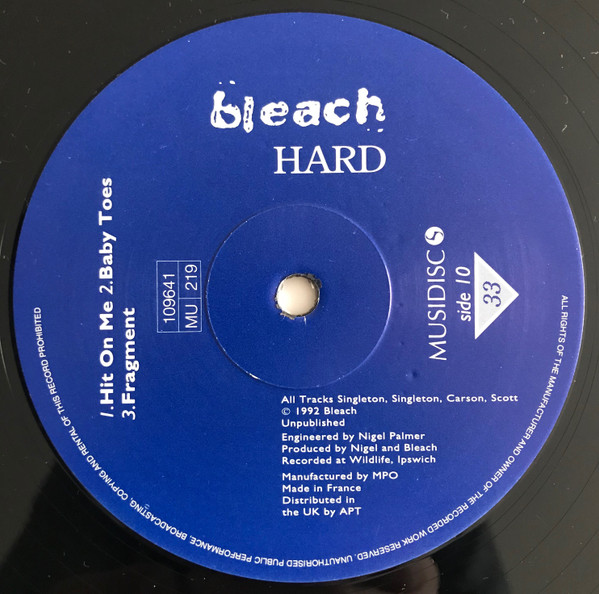 bleach
HARD
1.Hit On Me 2.Baby Toes
3.Fragment
109641
MU 219
MUSIDISC
side 10
33
All Tracks Singleton, Singleton, Carson, Scott
© 1992 Bleach
Unpublished
Engineered by Nigel Palmer
Produced by Nigel and Bleach
Recorded at Wildlife, Ipswich
Manufactured by MPO
Made in France
Distributed in
the UK by APT
ALL RIGHTS OF THE MANUFACTURER AND OWNER OF THE RECORDED WORK RESERVED. UNAUTHORISED PUBLIC PERFORMANCE, BROADCASTING, COPYING AND RENTAL OF THIS RECORD PROHIBITED